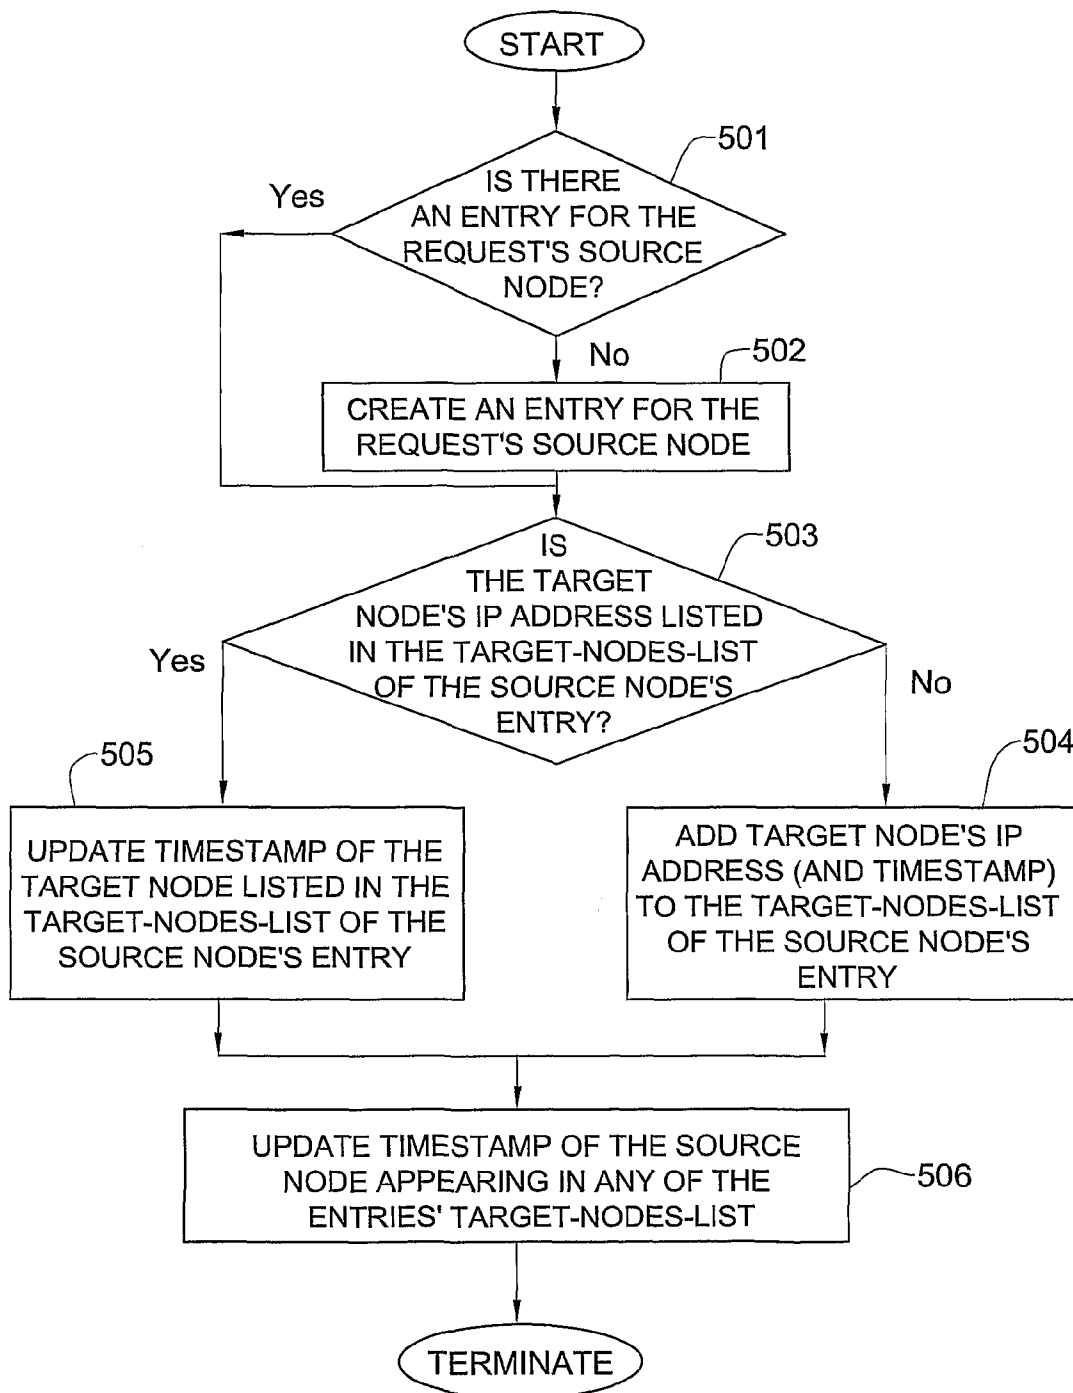 START
501
IS THERE
AN ENTRY FOR THE
REQUEST'S SOURCE
NODE?
Yes
No
502
CREATE AN ENTRY FOR THE
REQUEST'S SOURCE NODE
503
IS
THE TARGET
NODE'S IP ADDRESS LISTED
IN THE TARGET-NODES-LIST
OF THE SOURCE NODE'S
ENTRY?
Yes
No
505
UPDATE TIMESTAMP OF THE
TARGET NODE LISTED IN THE
TARGET-NODES-LIST OF THE
SOURCE NODE'S ENTRY
504
ADD TARGET NODE'S IP
ADDRESS (AND TIMESTAMP)
TO THE TARGET-NODES-LIST
OF THE SOURCE NODE'S
ENTRY
UPDATE TIMESTAMP OF THE SOURCE
NODE APPEARING IN ANY OF THE
ENTRIES' TARGET-NODES-LIST
506
TERMINATE